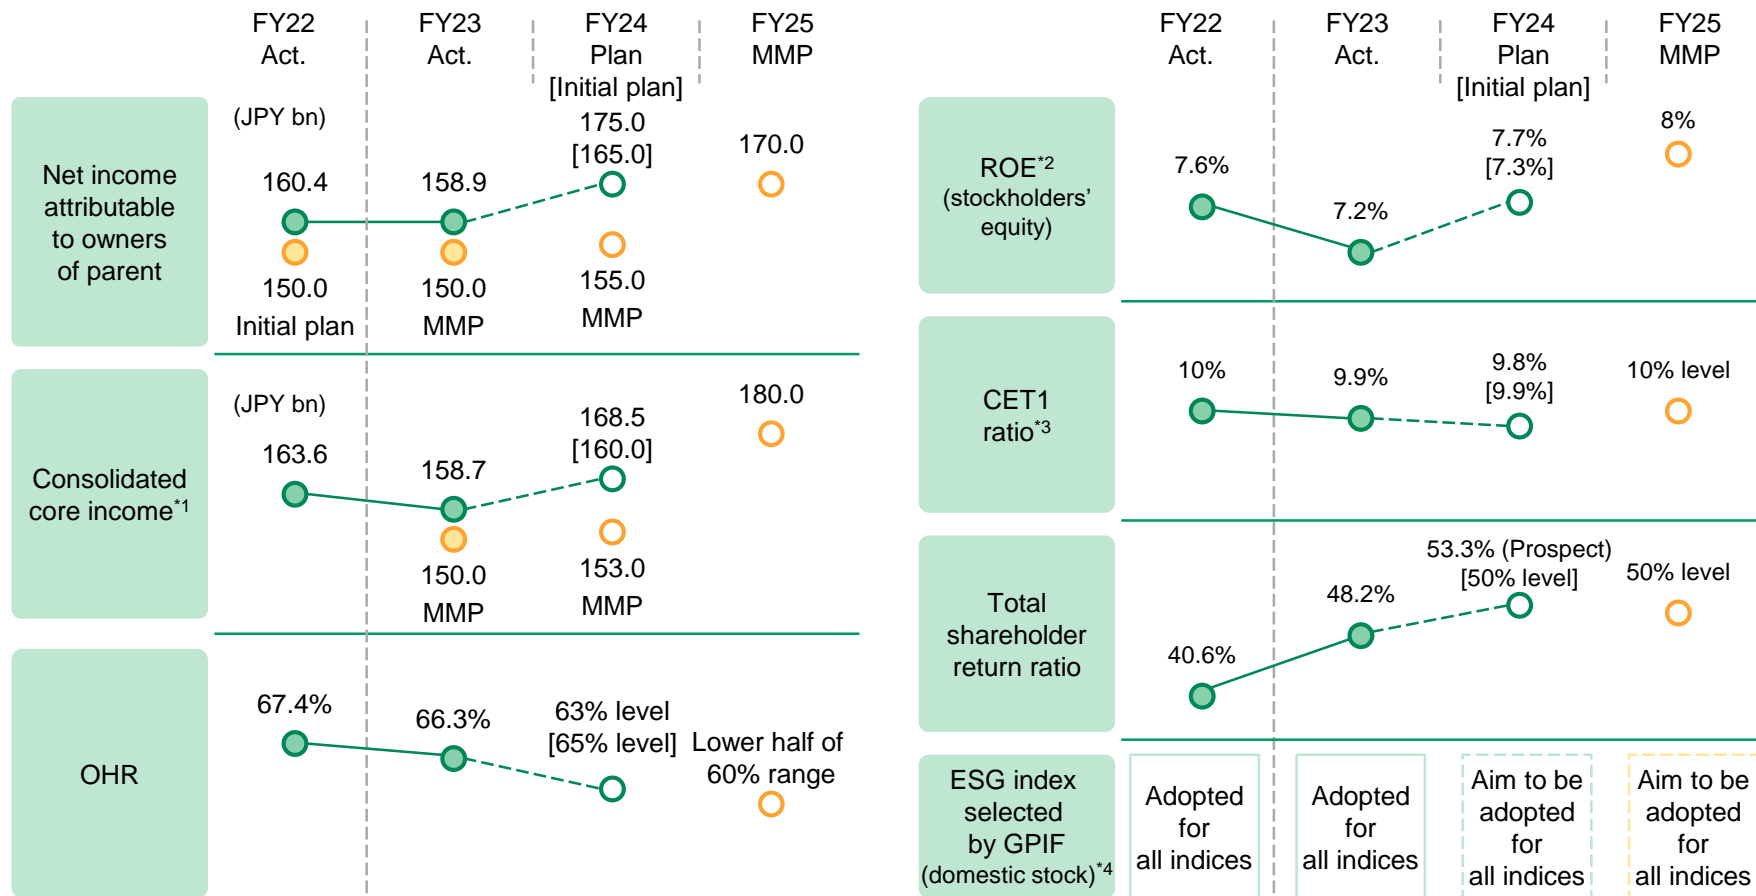 FY22
Act.
FY23
Act.
FY24
Plan
[Initial plan]
FY25
MMP
Net income
attributable
to owners
of parent
(JPY bn)
160.4
158.9
175.0
[165.0]
170.0
150.0
Initial plan
150.0
MMP
155.0
MMP
Consolidated
core income*1
(JPY bn)
163.6
158.7
168.5
[160.0]
180.0
150.0
MMP
153.0
MMP
OHR
67.4%
66.3%
63% level
[65% level]
Lower half of
60% range
FY22
Act.
FY23
Act.
FY24
Plan
[Initial plan]
FY25
MMP
ROE*2
(stockholders'
equity)
7.6%
7.2%
7.7%
[7.3%]
8%
CET1
ratio*3
10%
9.9%
9.8%
[9.9%]
10% level
Total
shareholder
return ratio
40.6%
48.2%
53.3% (Prospect)
[50% level]
50% level
ESG index
selected
by GPIF
(domestic stock)*4
Adopted
for
all indices
Adopted
for
all indices
Aim to be
adopted
for
all indices
Aim to be
adopted
for
all indices